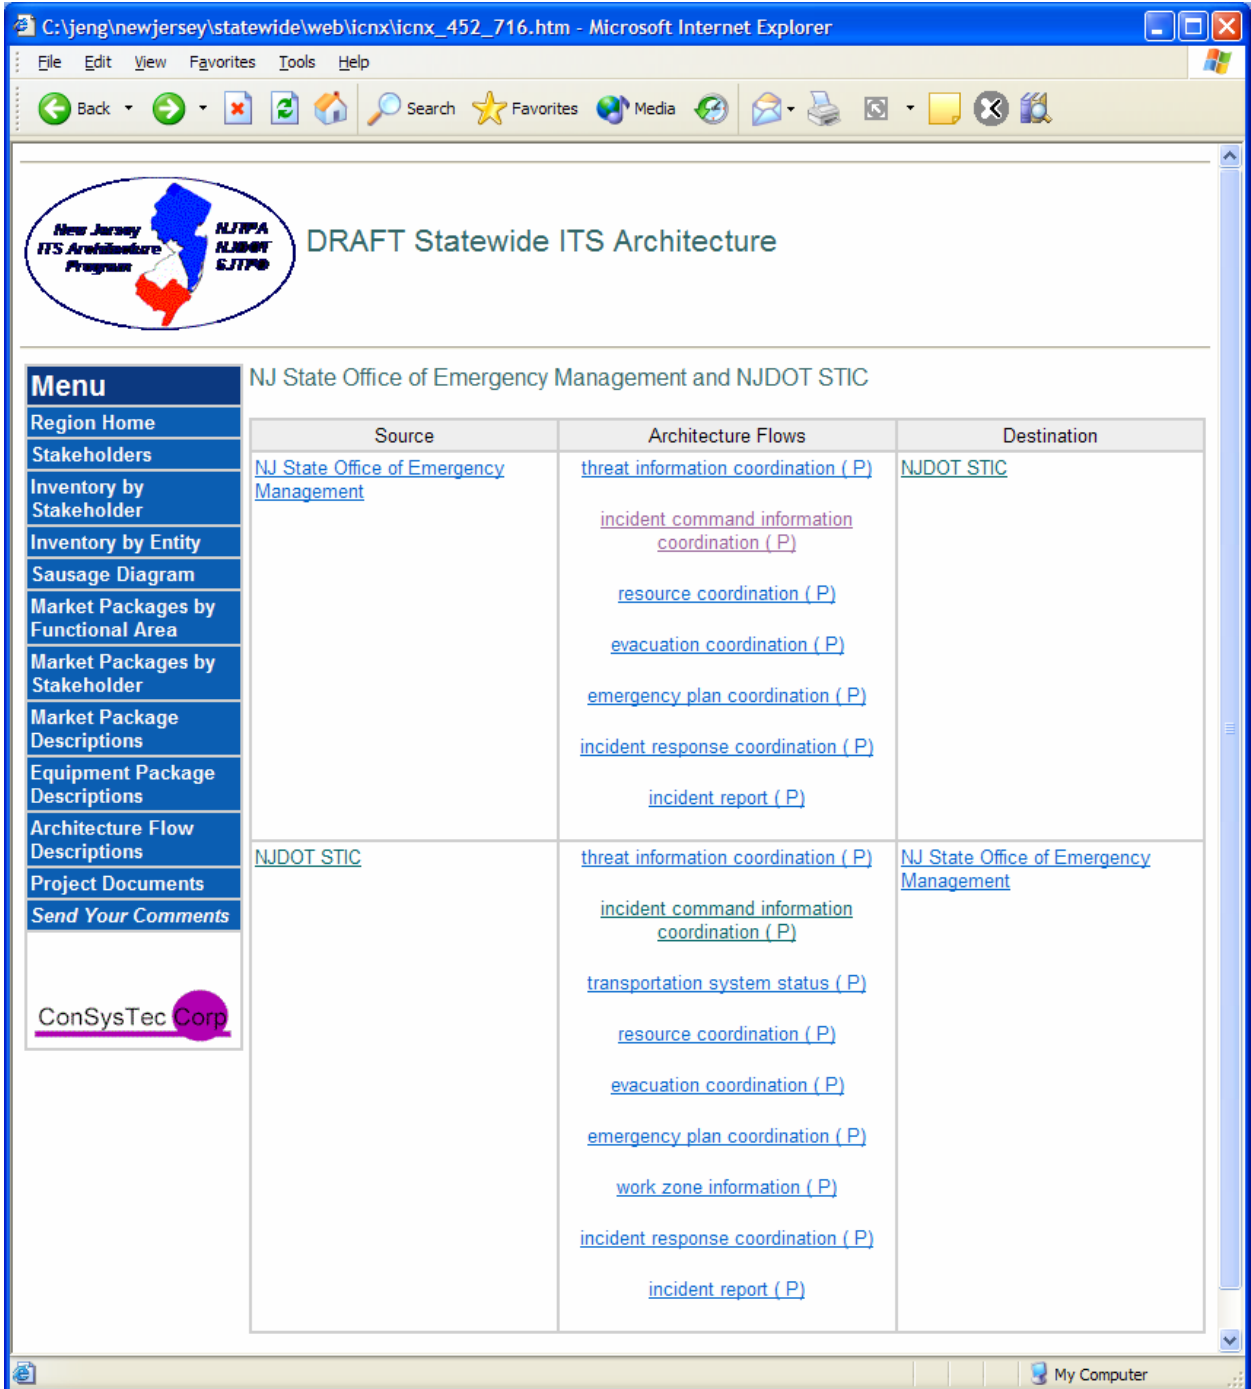 C:\jeng\newjersey\statewide\web\icnx\icnx_452_716.htm - Microsoft Internet Explorer
File Edit View Favorites Tools Help
Back Search Favorites Media
New Jersey
ITS Architecture
Program
NJTPA
NJDOT
SJTPO
DRAFT Statewide ITS Architecture
Menu
Region Home
Stakeholders
Inventory by
Stakeholder
Inventory by Entity
Sausage Diagram
Market Packages by
Functional Area
Market Packages by
Stakeholder
Market Package
Descriptions
Equipment Package
Descriptions
Architecture Flow
Descriptions
Project Documents
Send Your Comments
ConSysTec Corp
NJ State Office of Emergency Management and NJDOT STIC
Source Architecture Flows Destination
NJ State Office of Emergency
Management
threat information coordination ( P)
incident command information
coordination ( P)
resource coordination ( P)
evacuation coordination ( P)
emergency plan coordination ( P)
incident response coordination ( P)
incident report ( P)
NJDOT STIC
NJDOT STIC
threat information coordination ( P)
incident command information
coordination ( P)
transportation system status ( P)
resource coordination ( P)
evacuation coordination ( P)
emergency plan coordination ( P)
work zone information ( P)
incident response coordination ( P)
incident report ( P)
NJ State Office of Emergency
Management
My Computer